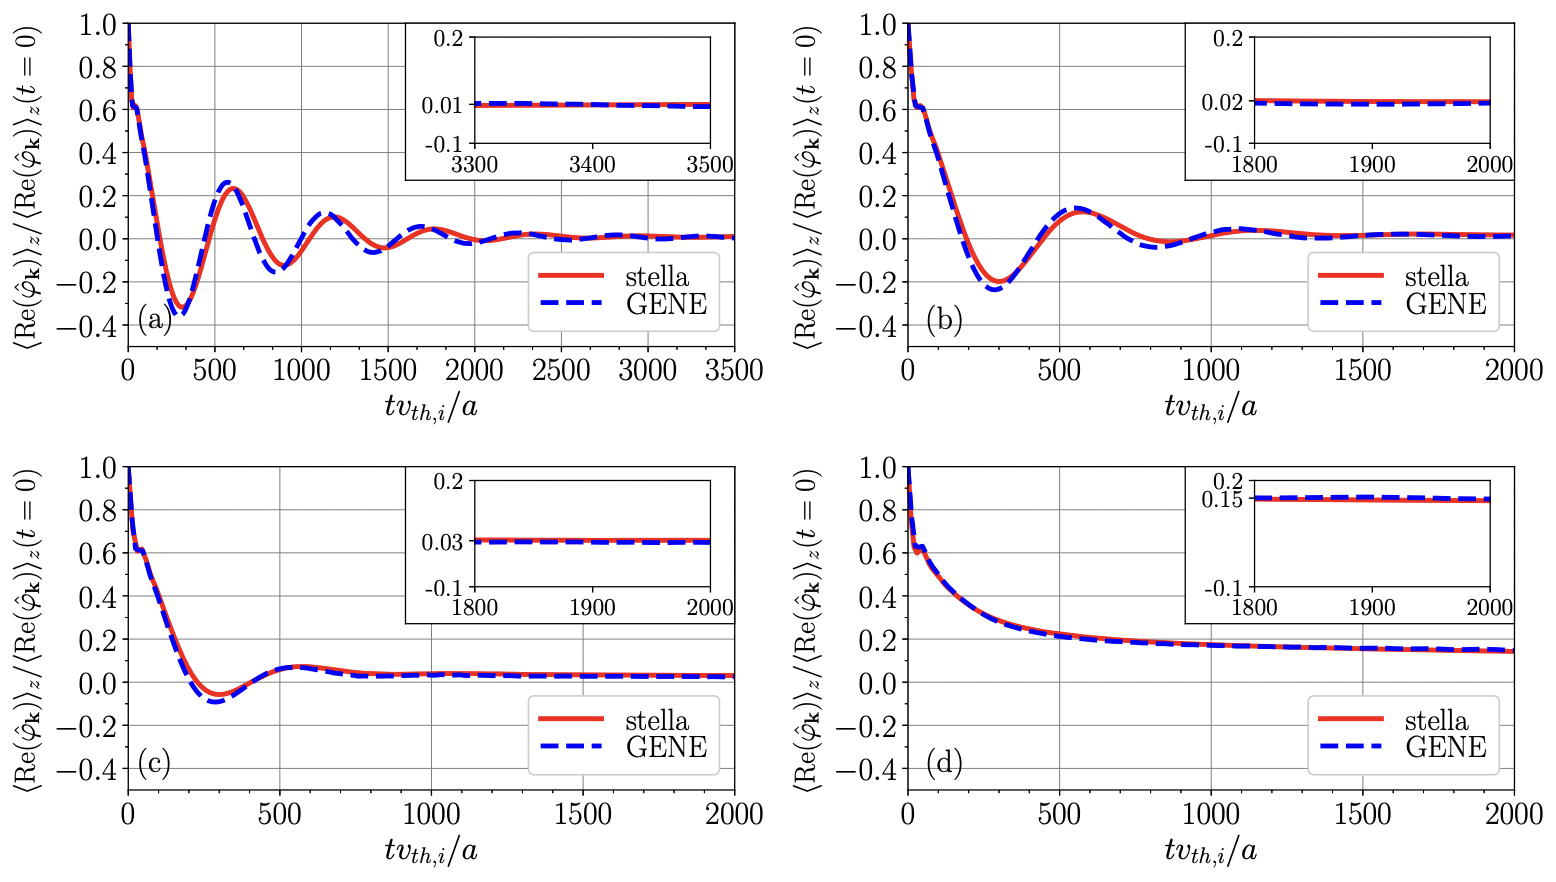 ⟨Re(φ̂_k)⟩_z/⟨Re(φ̂_k)⟩_z(t = 0)
1.0
0.8
0.6
0.4
0.2
0.0
−0.2
−0.4
0.2
0.01
-0.1
3300 3400 3500
stella
GENE
(a)
0 500 1000 1500 2000 2500 3000 3500
tv_th,i/a
⟨Re(φ̂_k)⟩_z/⟨Re(φ̂_k)⟩_z(t = 0)
1.0
0.8
0.6
0.4
0.2
0.0
−0.2
−0.4
0.2
0.02
-0.1
1800 1900 2000
stella
GENE
(b)
0 500 1000 1500 2000
tv_th,i/a
⟨Re(φ̂_k)⟩_z/⟨Re(φ̂_k)⟩_z(t = 0)
1.0
0.8
0.6
0.4
0.2
0.0
−0.2
−0.4
0.2
0.03
-0.1
1800 1900 2000
stella
GENE
(c)
0 500 1000 1500 2000
tv_th,i/a
⟨Re(φ̂_k)⟩_z/⟨Re(φ̂_k)⟩_z(t = 0)
1.0
0.8
0.6
0.4
0.2
0.0
−0.2
−0.4
0.2
0.15
-0.1
1800 1900 2000
stella
GENE
(d)
0 500 1000 1500 2000
tv_th,i/a